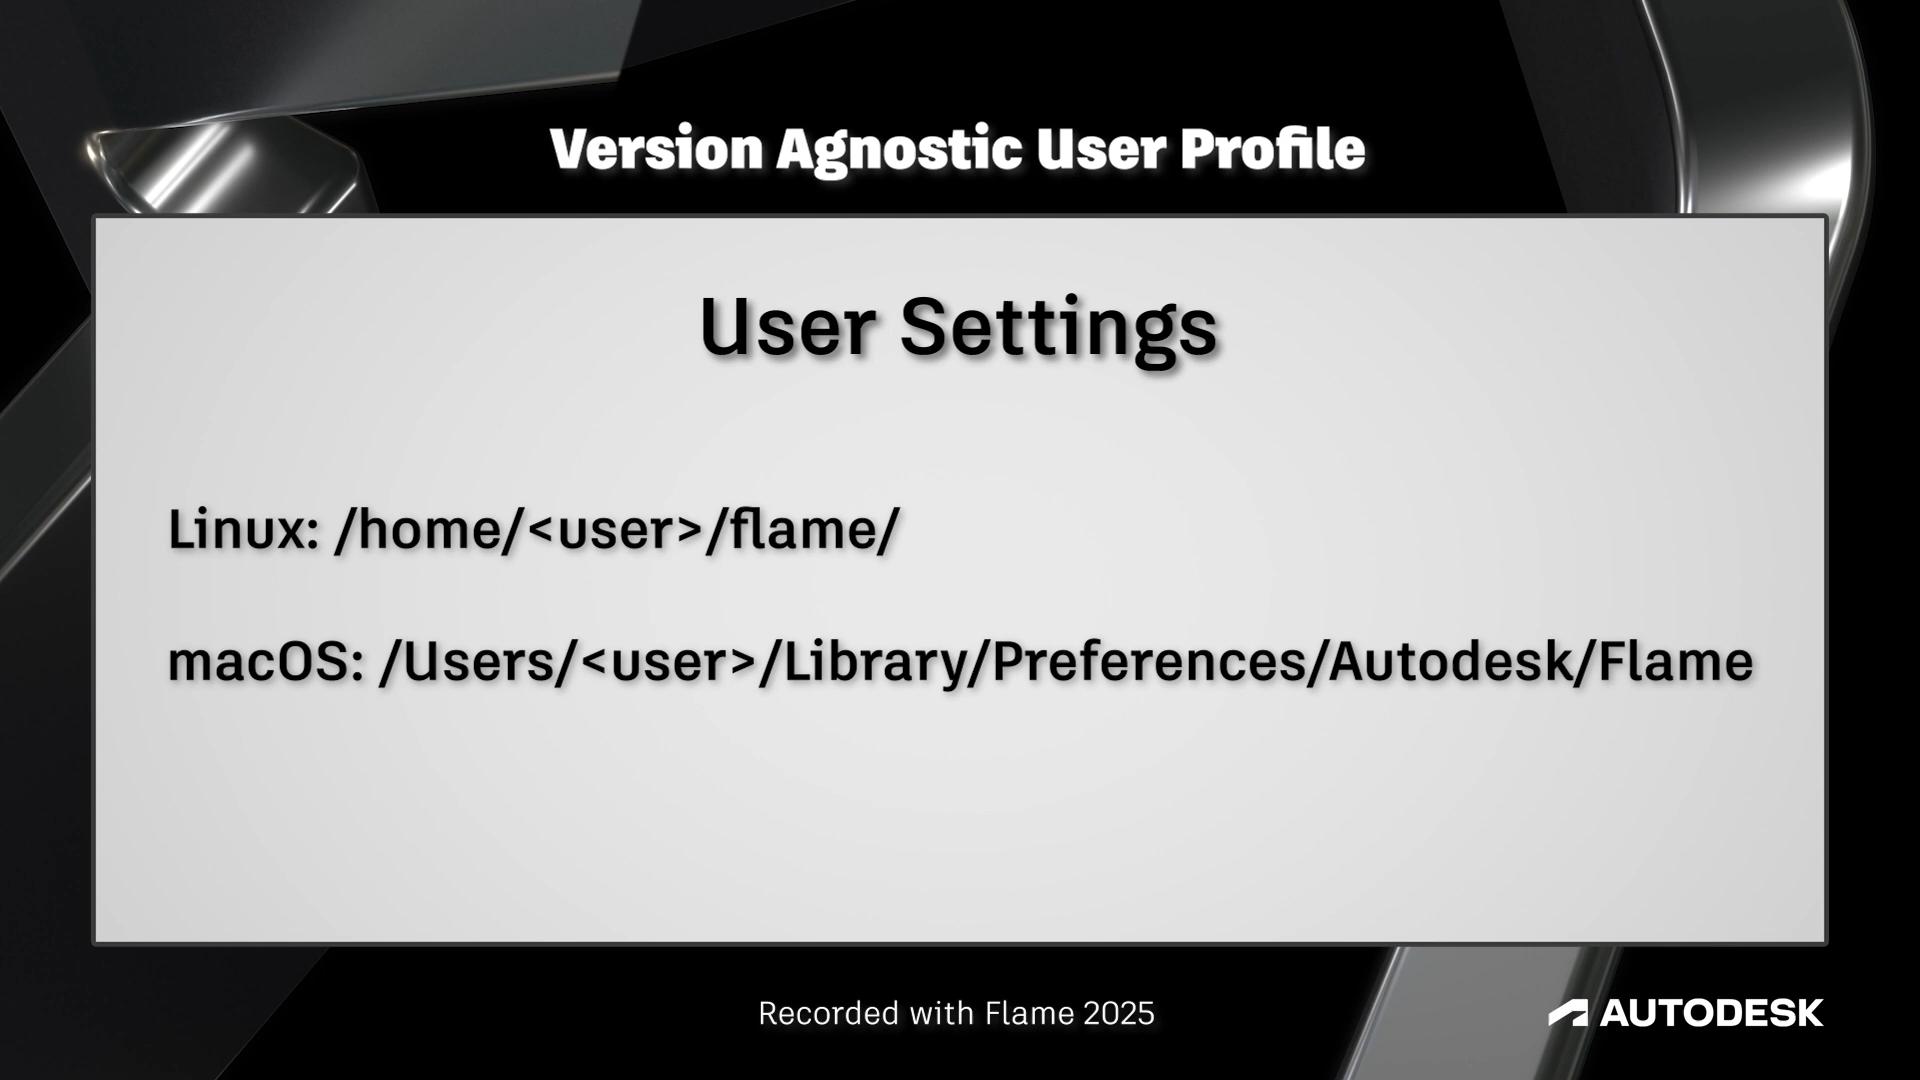 Version Agnostic User Profile
User Settings
Linux: /home/<user>/flame/
macOS: /Users/<user>/Library/Preferences/Autodesk/Flame
Recorded with Flame 2025
AUTODESK